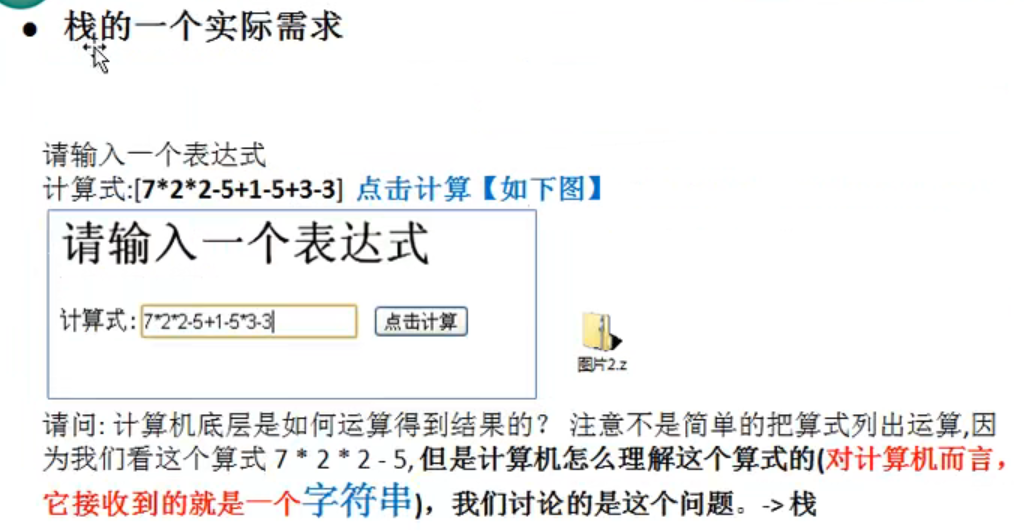 ● 栈的一个实际需求
请输入一个表达式
计算式:[7*2*2-5+1-5+3-3] 点击计算【如下图】
请输入一个表达式
计算式: 7*2*2-5+1-5*3-3 点击计算
图片2.z
请问: 计算机底层是如何运算得到结果的? 注意不是简单的把算式列出运算,因
为我们看这个算式 7 * 2 * 2 - 5, 但是计算机怎么理解这个算式的(对计算机而言,
它接收到的就是一个字符串), 我们讨论的是这个问题。-> 栈